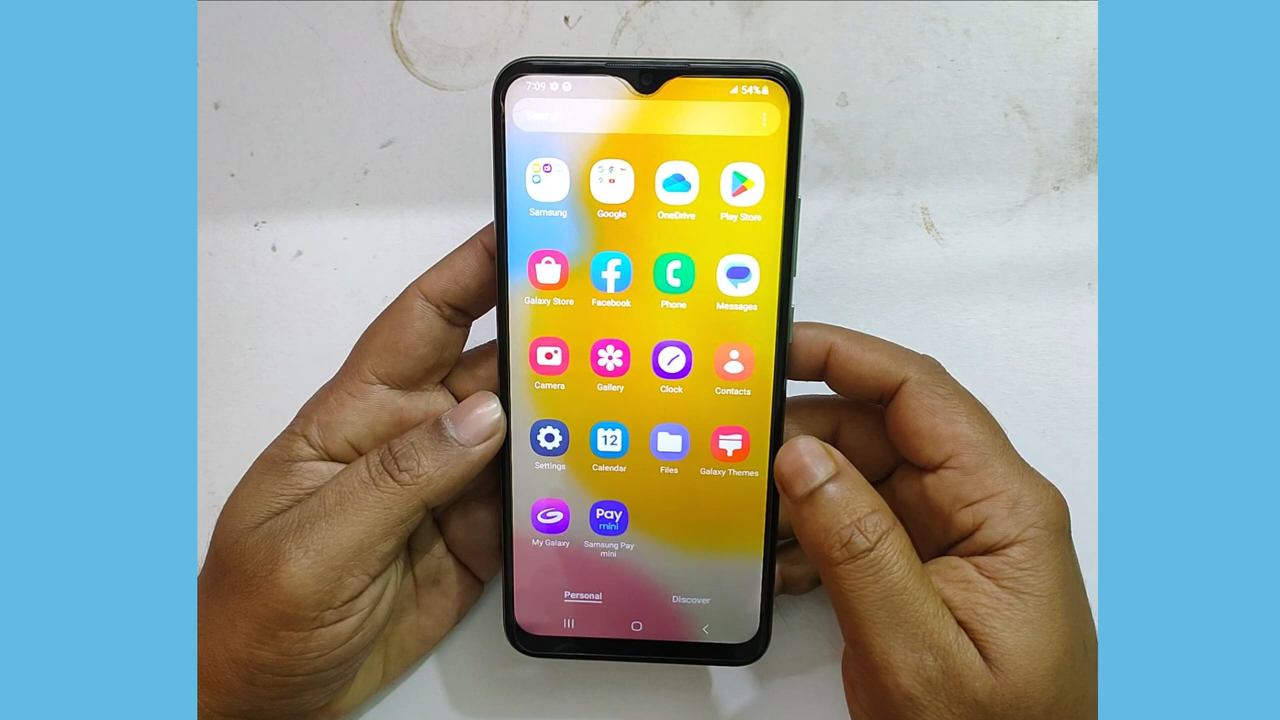 7:09
54%
Search
Samsung
Google
OneDrive
Play Store
Galaxy Store
Facebook
Phone
Messages
Camera
Gallery
Clock
Contacts
12
Settings
Calendar
Files
Galaxy Themes
Pay
mini
My Galaxy
Samsung Pay
mini
Personal
Discover